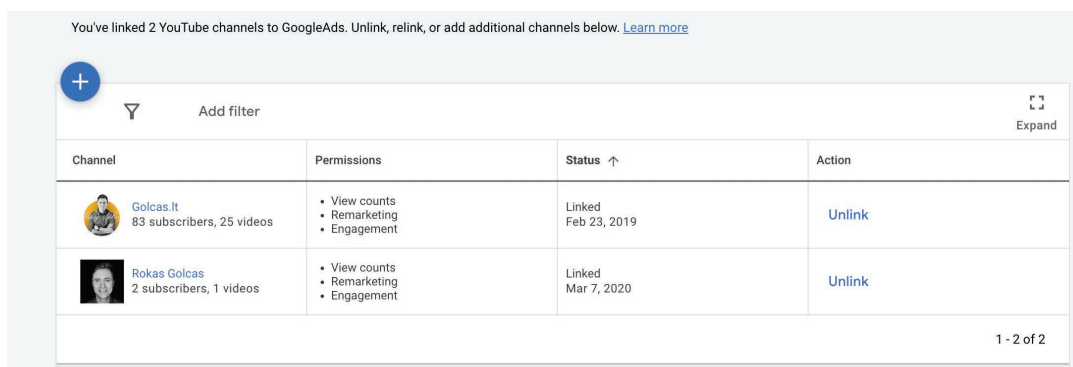 You've linked 2 YouTube channels to GoogleAds. Unlink, relink, or add additional channels below. Learn more
Add filter
Expand
Channel
Permissions
Status ↑
Action
Golcas.lt
83 subscribers, 25 videos
• View counts
• Remarketing
• Engagement
Linked
Feb 23, 2019
Unlink
Rokas Golcas
2 subscribers, 1 videos
• View counts
• Remarketing
• Engagement
Linked
Mar 7, 2020
Unlink
1 - 2 of 2